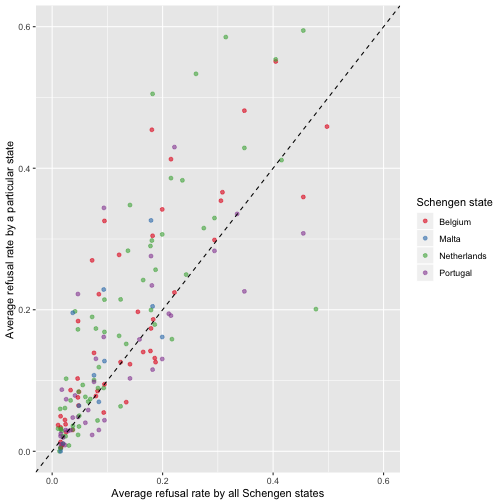 0.6
0.4
0.2
0.0
0.0
0.2
0.4
0.6
Average refusal rate by a particular state
Average refusal rate by all Schengen states
Schengen state
Belgium
Malta
Netherlands
Portugal